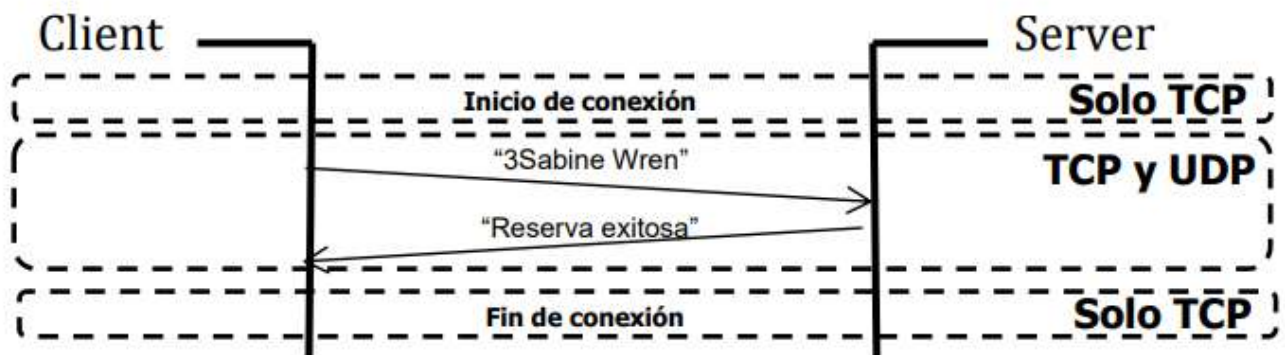 Client
Server
Inicio de conexión
Solo TCP
“3Sabine Wren”
TCP y UDP
“Reserva exitosa”
Fin de conexión
Solo TCP